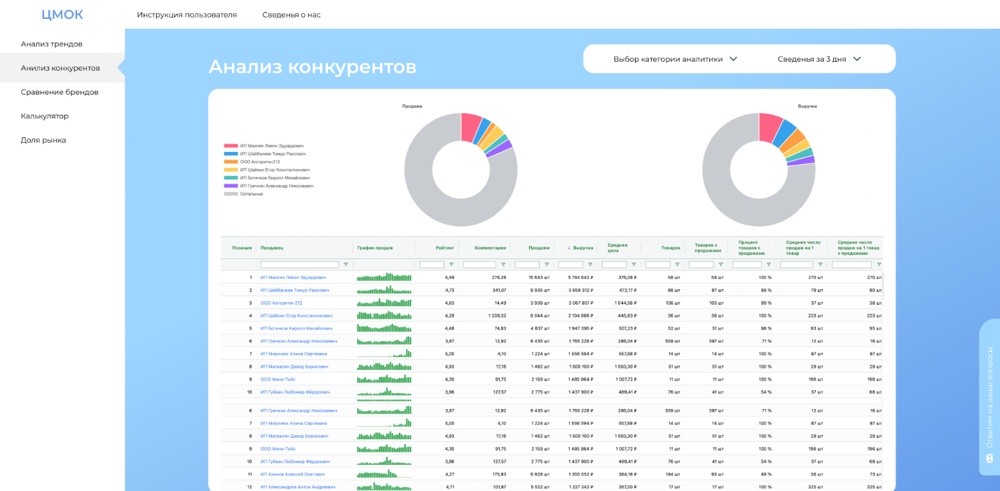 ЦМОК
Инструкция пользователя
Сведенья о нас
Анализ трендов
Анилиз конкурентов
Сравнение брендов
Калькулятор
Доля рынка
Анализ конкурентов
Выбор категории аналитики
Сведенья за 3 дня
Продажи
Выручка
ИП Маилян Левон Эдуардович
ИП Шайбанеев Тимур Раисович
ООО Алгоритм-212
ИП Шайкин Егор Константинович
ИП Ботячков Кирилл Михайлович
ИП Гречкин Александр Николаевич
Остальные
Позиция Продавец График продаж Рейтинг Комментарии Продажи ↓ Выручка Средняя цена Товаров Товаров с продажами Процент товаров с продажами Среднее число продаж на 1 товар Среднее число продаж на 1 товар с продажами
1 ИП Маилян Левон Эдуардович 4,49 276,28 15 643 шт 5 744 642 ₽ 376,08 ₽ 58 шт 58 шт 100 % 270 шт 270 шт
2 ИП Шайбанеев Тимур Раисович 4,73 341,07 6 935 шт 3 659 312 ₽ 472,17 ₽ 88 шт 87 шт 99 % 79 шт 80 шт
3 ООО Алгоритм-212 4,83 14,49 3 938 шт 3 067 851 ₽ 1 044,56 ₽ 106 шт 105 шт 99 % 37 шт 38 шт
4 ИП Шайкин Егор Константинович 4,29 1 238,32 8 044 шт 2 104 666 ₽ 445,63 ₽ 36 шт 36 шт 100 % 223 шт 223 шт
5 ИП Ботячков Кирилл Михайлович 4,48 74,83 4 837 шт 1 947 395 ₽ 507,23 ₽ 52 шт 51 шт 98 % 93 шт 95 шт
6 ИП Гречкин Александр Николаевич 3,87 12,92 6 435 шт 1 765 228 ₽ 286,04 ₽ 559 шт 397 шт 71 % 12 шт 16 шт
7 ИП Миронюк Алина Сергеевна 5,00 4,10 1 224 шт 1 556 594 ₽ 557,68 ₽ 14 шт 14 шт 100 % 87 шт 87 шт
8 ИП Малхасян Давид Борисович 4,93 17,16 1 462 шт 1 500 100 ₽ 1 063,30 ₽ 51 шт 51 шт 100 % 29 шт 29 шт
9 ООО Мини-Тойс 4,30 91,75 2 159 шт 1 485 864 ₽ 1 007,72 ₽ 11 шт 11 шт 100 % 196 шт 196 шт
10 ИП Гуйван Любомир Фёдорович 3,96 127,57 2 775 шт 1 437 900 ₽ 489,41 ₽ 76 шт 41 шт 54 % 37 шт 68 шт
6 ИП Гречкин Александр Николаевич 3,87 12,92 6 435 шт 1 765 228 ₽ 286,04 ₽ 559 шт 397 шт 71 % 12 шт 16 шт
7 ИП Миронюк Алина Сергеевна 5,00 4,10 1 224 шт 1 556 594 ₽ 557,68 ₽ 14 шт 14 шт 100 % 87 шт 87 шт
8 ИП Малхасян Давид Борисович 4,93 17,16 1 462 шт 1 500 100 ₽ 1 063,30 ₽ 51 шт 51 шт 100 % 29 шт 29 шт
9 ООО Мини-Тойс 4,30 91,75 2 159 шт 1 485 864 ₽ 1 007,72 ₽ 11 шт 11 шт 100 % 196 шт 196 шт
10 ИП Гуйван Любомир Фёдорович 3,96 127,57 2 775 шт 1 437 900 ₽ 489,41 ₽ 76 шт 41 шт 54 % 37 шт 68 шт
11 ИП Азинов Алексей Олегович 4,27 175,93 6 928 шт 1 355 052 ₽ 384,18 ₽ 194 шт 95 шт 49 % 36 шт 73 шт
12 ИП Александров Антон Андреевич 4,71 101,87 5 522 шт 1 227 242 ₽ 267,00 ₽ 17 шт 17 шт 100 % 325 шт 325 шт
Ответим на ваши вопросы